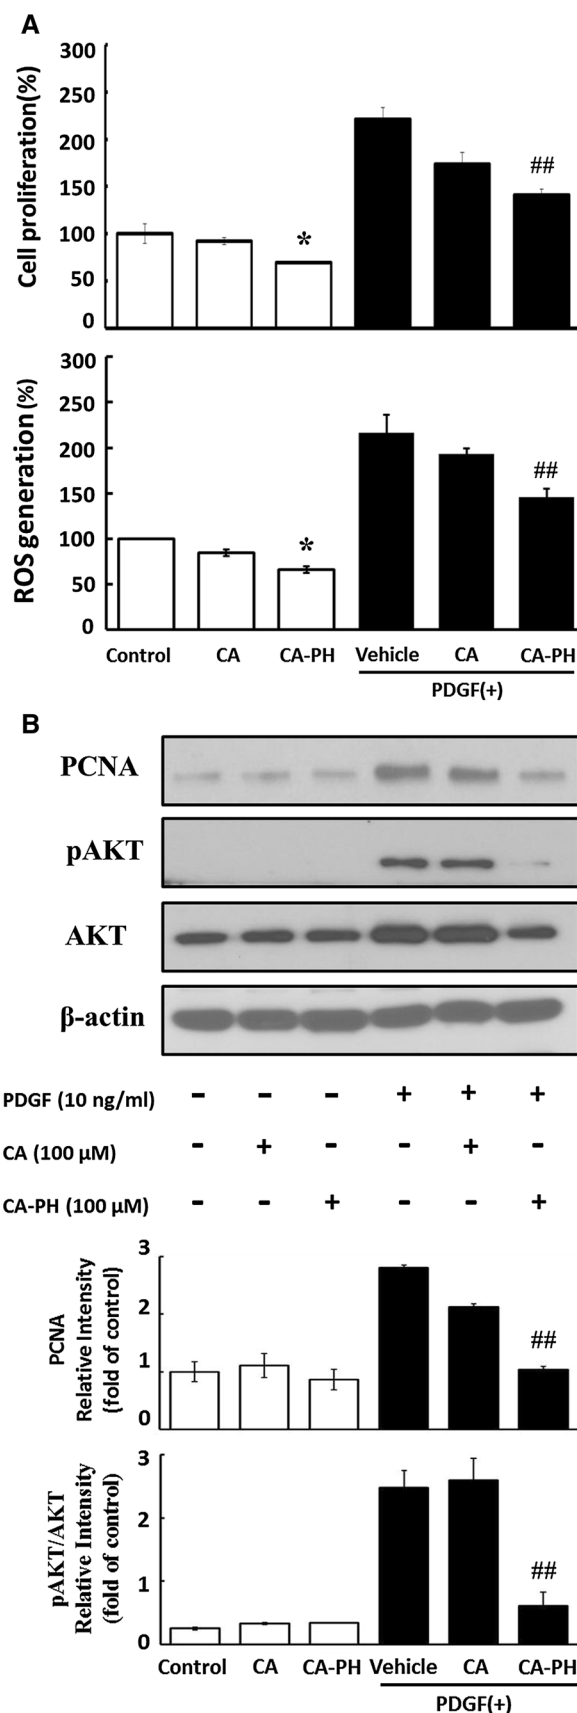 A
Cell proliferation(%)
300
250
200
150
100
50
0
*
##
ROS generation (%)
300
250
200
150
100
50
0
*
##
Control CA CA-PH Vehicle CA CA-PH
PDGF(+)
B
PCNA
pAKT
AKT
β-actin
PDGF (10 ng/ml) - - - + + +
CA (100 μM) - + - - + -
CA-PH (100 μM) - - + - - +
PCNA
Relative Intensity
(fold of control)
3
2
1
0
##
pAKT/AKT
Relative Intensity
(fold of control)
3
2
1
0
##
Control CA CA-PH Vehicle CA CA-PH
PDGF(+)